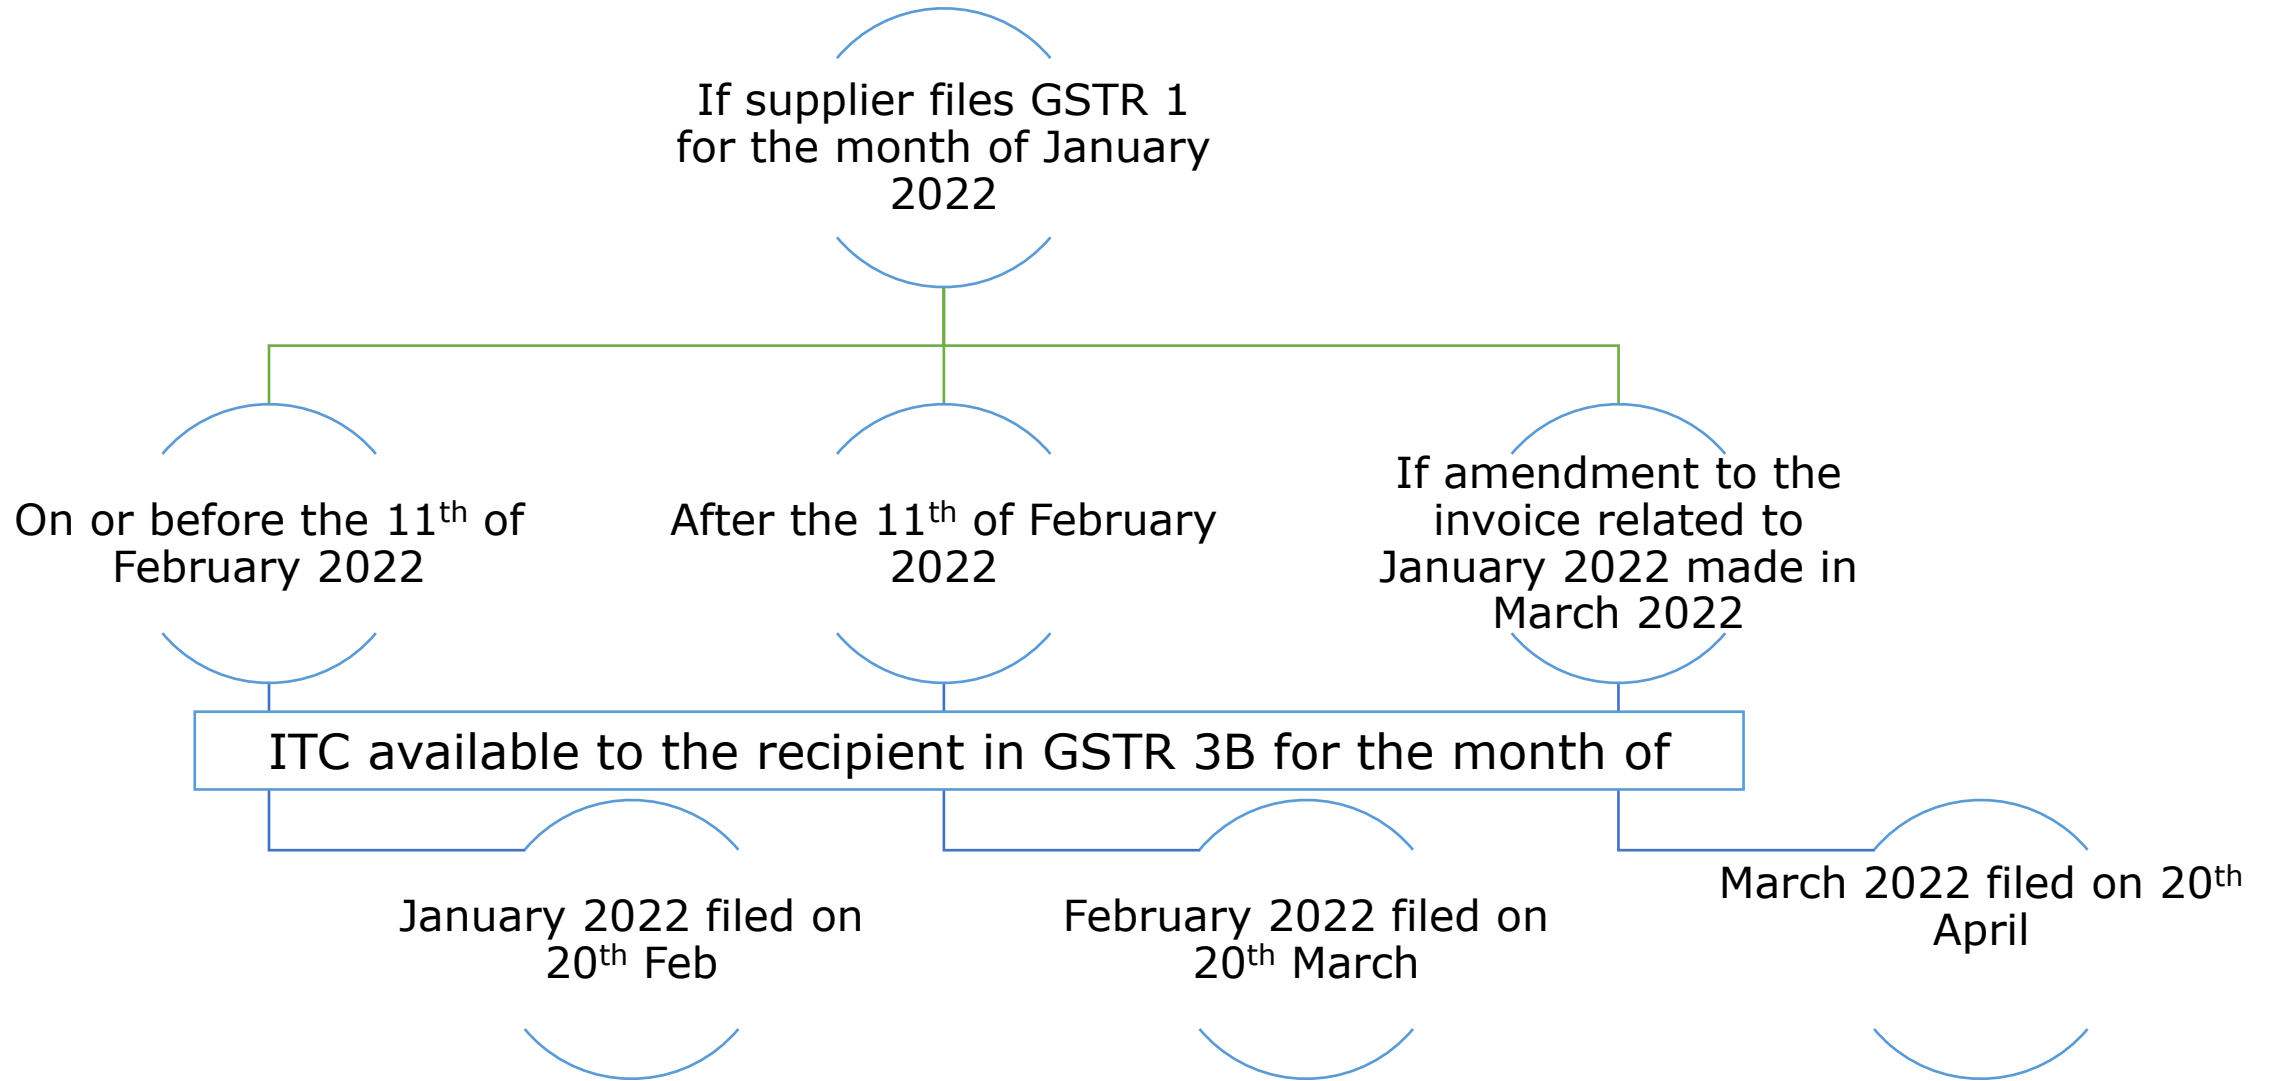 If supplier files GSTR 1
for the month of January
2022
On or before the 11th of
February 2022
After the 11th of February
2022
If amendment to the
invoice related to
January 2022 made in
March 2022
ITC available to the recipient in GSTR 3B for the month of
January 2022 filed on
20th Feb
February 2022 filed on
20th March
March 2022 filed on 20th
April